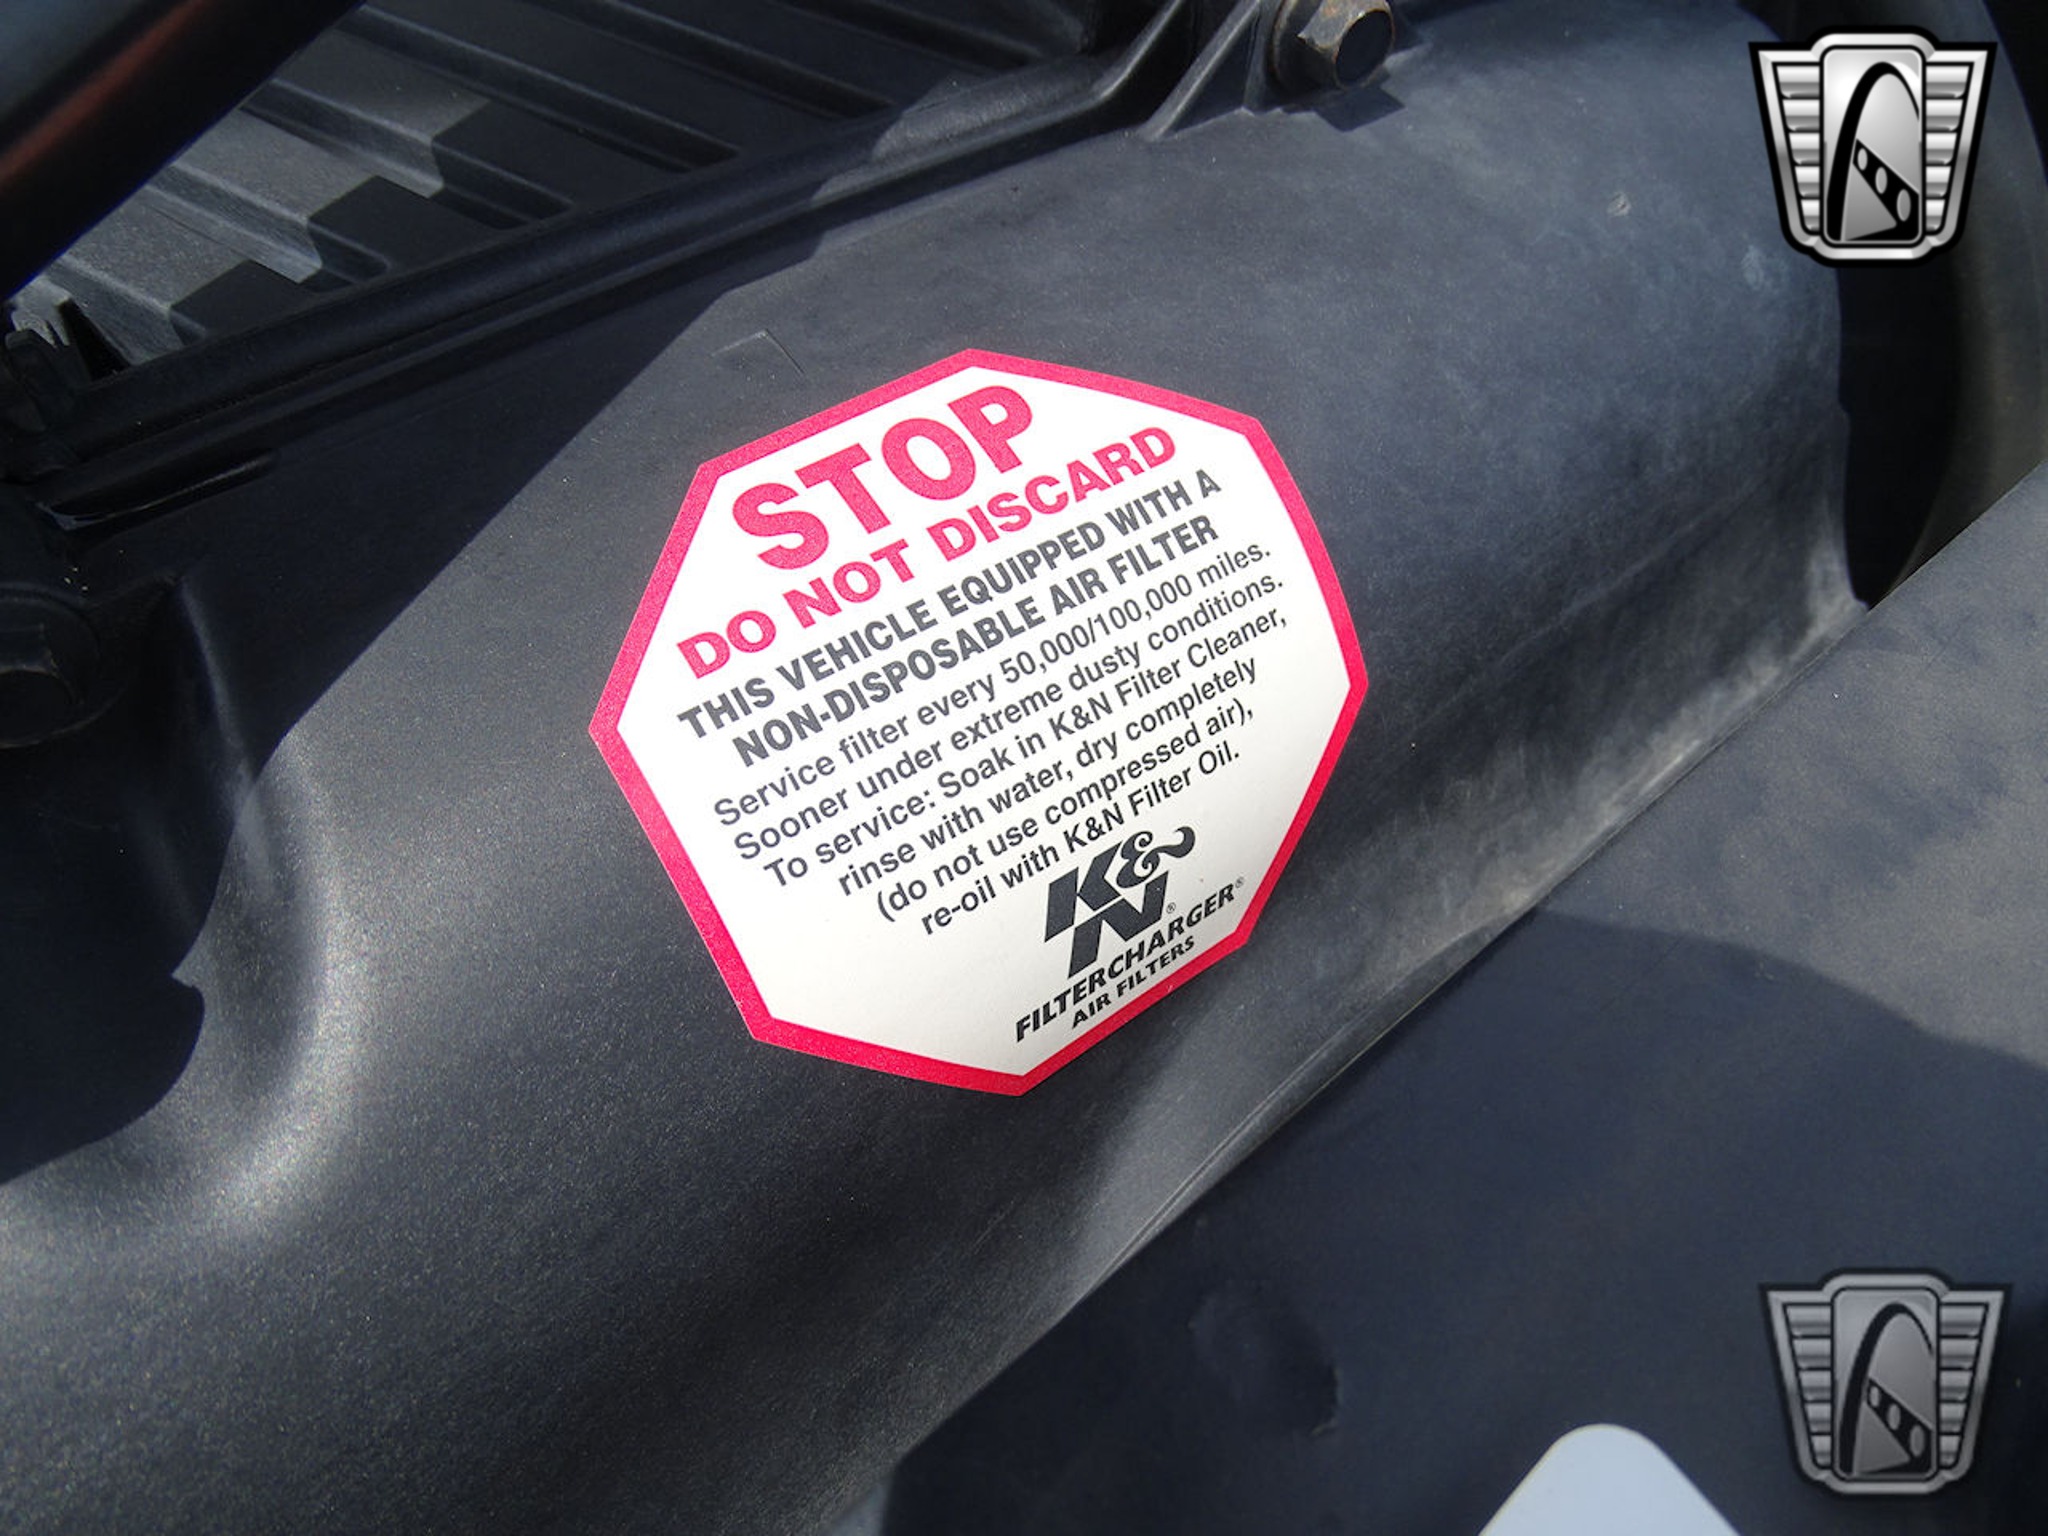 STOP
DO NOT DISCARD
THIS VEHICLE EQUIPPED WITH A
NON-DISPOSABLE AIR FILTER
Service filter every 50,000/100,000 miles.
Sooner under extreme dusty conditions.
To service: Soak in K&N Filter Cleaner,
rinse with water, dry completely
(do not use compressed air),
re-oil with K&N Filter Oil.
K&N®
FILTERCHARGER®
AIR FILTERS